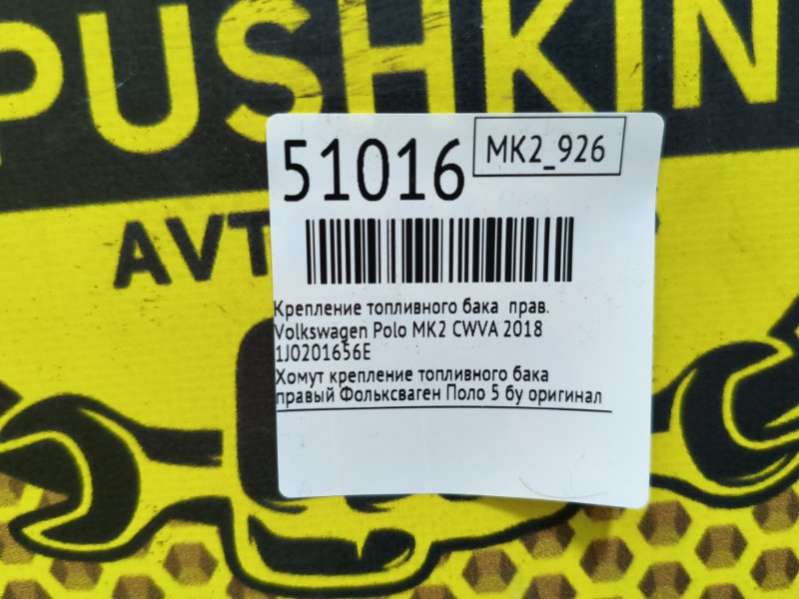 PUSHKIN
AVT
51016
MK2_926
Крепление топливного бака прав.
Volkswagen Polo MK2 CWVA 2018
1J0201656E
Хомут крепление топливного бака
правый Фольксваген Поло 5 бу оригинал